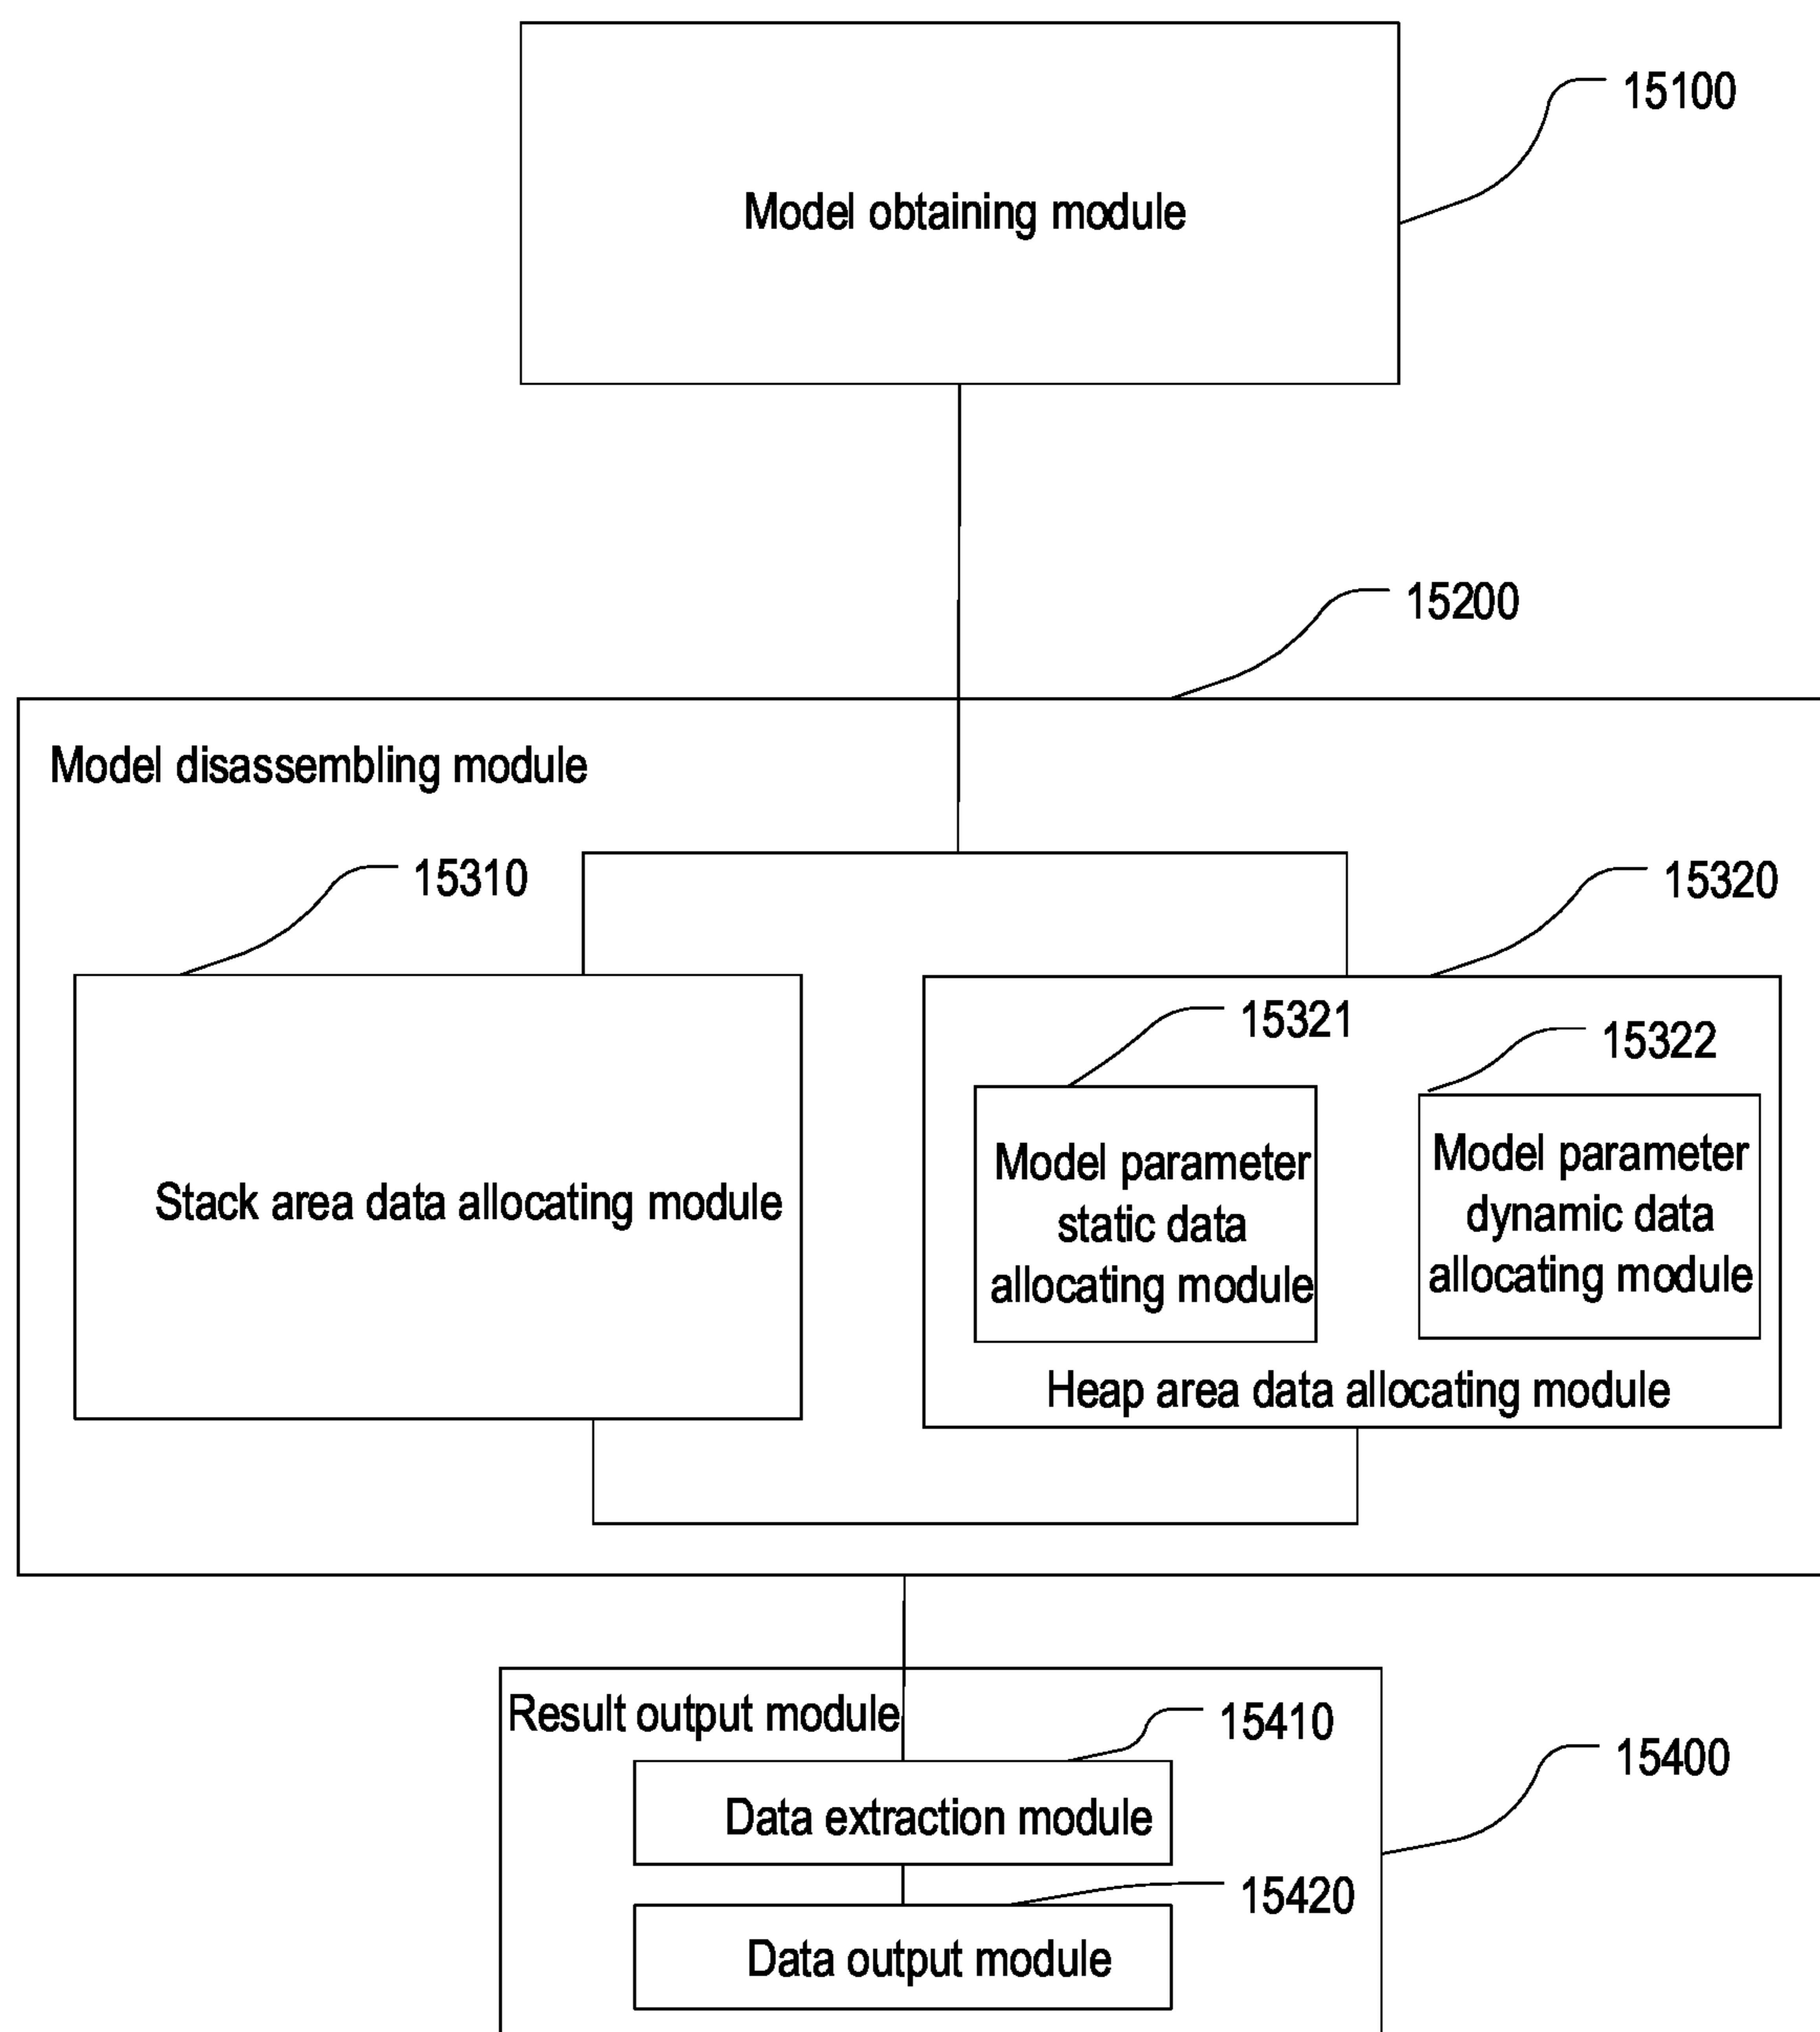 15100
Model obtaining module
15200
Model disassembling module
15310
15320
15321
15322
Stack area data allocating module
Model parameter
static data
allocating module
Model parameter
dynamic data
allocating module
Heap area data allocating module
Result output module
15410
15400
Data extraction module
15420
Data output module